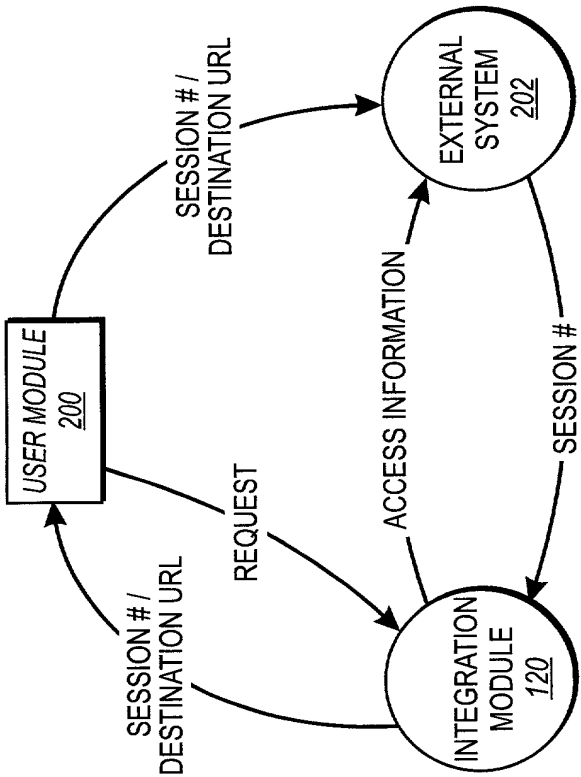 USER MODULE
200
SESSION # /
DESTINATION URL
REQUEST
SESSION # /
DESTINATION URL
ACCESS INFORMATION
INTEGRATION
MODULE
120
EXTERNAL
SYSTEM
202
SESSION #